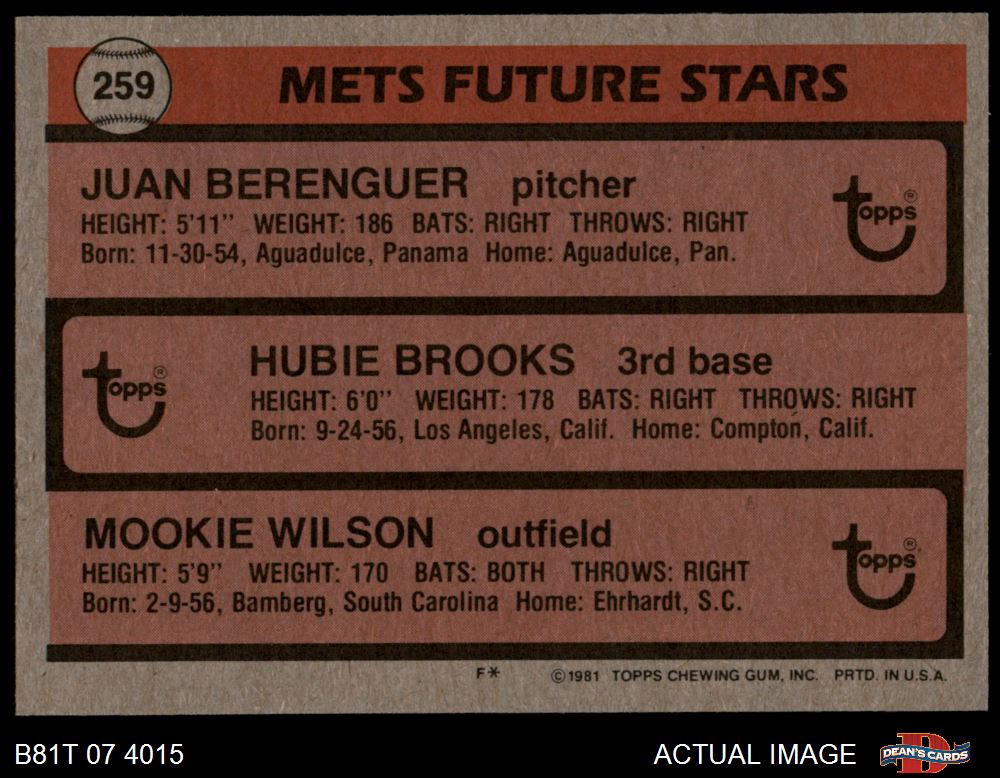 259
METS FUTURE STARS
JUAN BERENGUER pitcher
HEIGHT: 5'11" WEIGHT: 186 BATS: RIGHT THROWS: RIGHT
Born: 11-30-54, Aguadulce, Panama Home: Aguadulce, Pan.
topps®
HUBIE BROOKS 3rd base
HEIGHT: 6'0" WEIGHT: 178 BATS: RIGHT THROWS: RIGHT
Born: 9-24-56, Los Angeles, Calif. Home: Compton, Calif.
topps®
MOOKIE WILSON outfield
HEIGHT: 5'9" WEIGHT: 170 BATS: BOTH THROWS: RIGHT
Born: 2-9-56, Bamberg, South Carolina Home: Ehrhardt, S.C.
topps®
F* ©1981 TOPPS CHEWING GUM, INC. PRTD. IN U.S.A.
B81T 07 4015 ACTUAL IMAGE DEAN'S CARDS